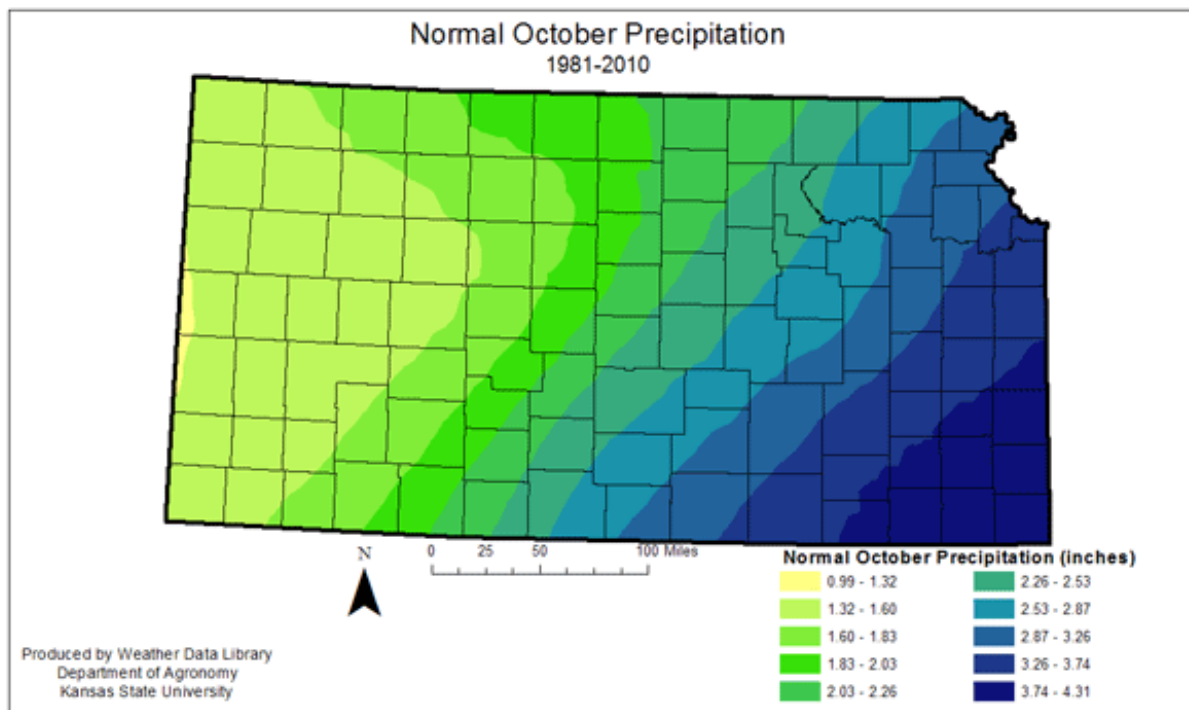 Normal October Precipitation
1981-2010
N
0 25 50 100 Miles
Normal October Precipitation (inches)
0.99 - 1.32
1.32 - 1.60
1.60 - 1.83
1.83 - 2.03
2.03 - 2.26
2.26 - 2.53
2.53 - 2.87
2.87 - 3.26
3.26 - 3.74
3.74 - 4.31
Produced by Weather Data Library
Department of Agronomy
Kansas State University